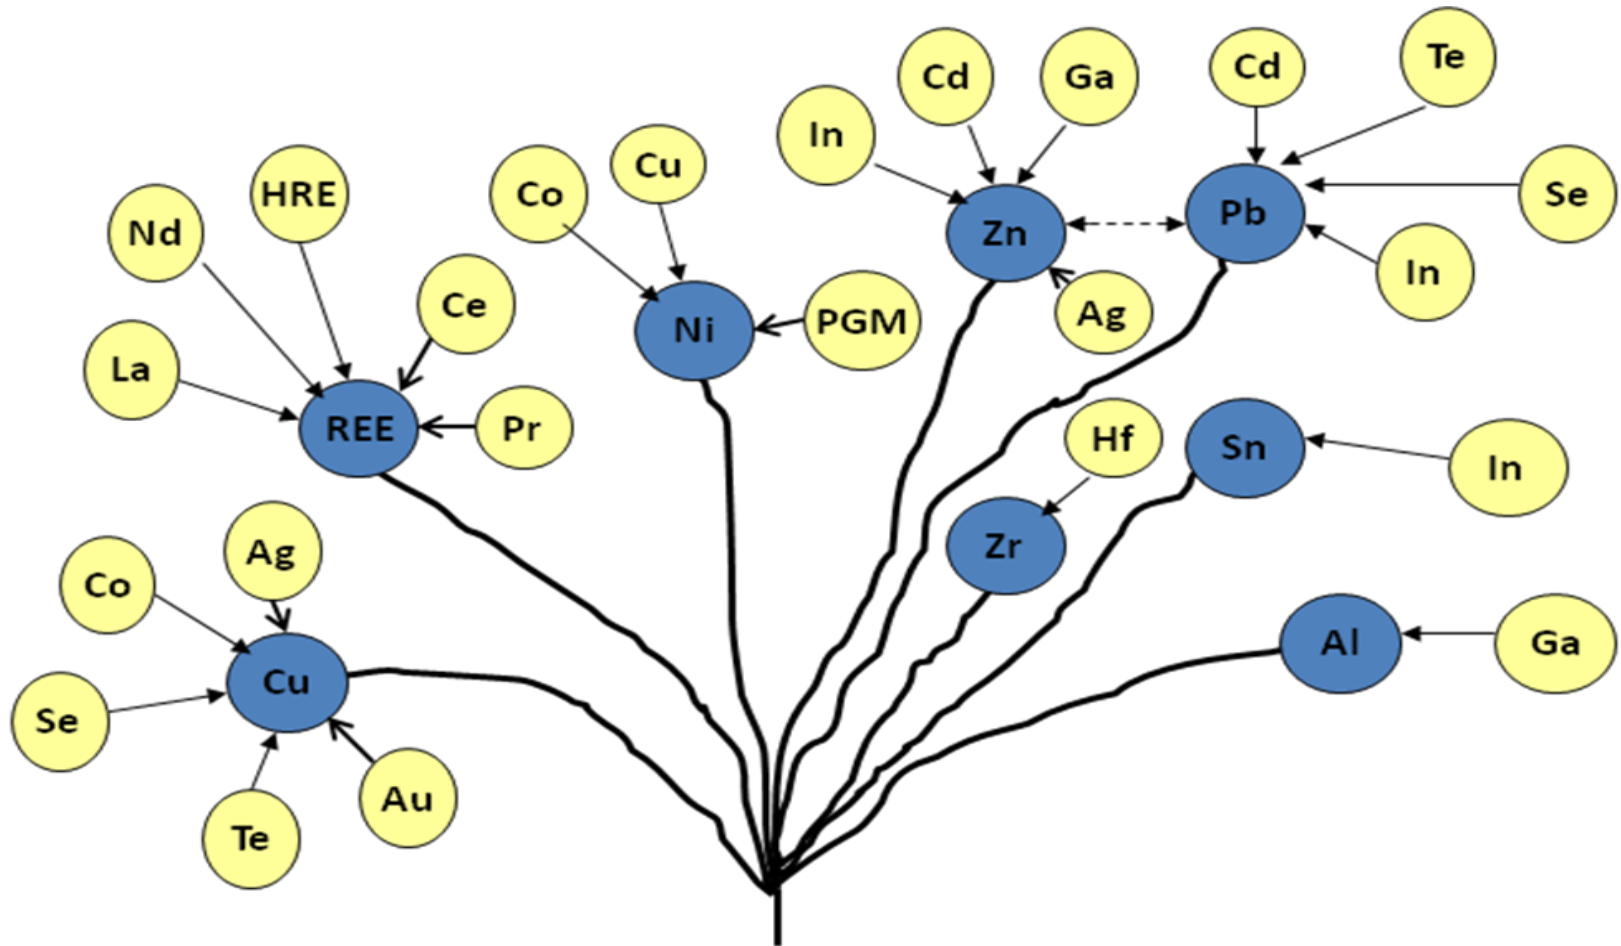 Te
Cd
Cd
Ga
In
Cu
Co
HRE
Nd
Se
Pb
Zn
In
Ag
Ce
PGM
Ni
La
REE
Pr
Hf
Sn
In
Zr
Ag
Co
Al
Ga
Cu
Se
Au
Te